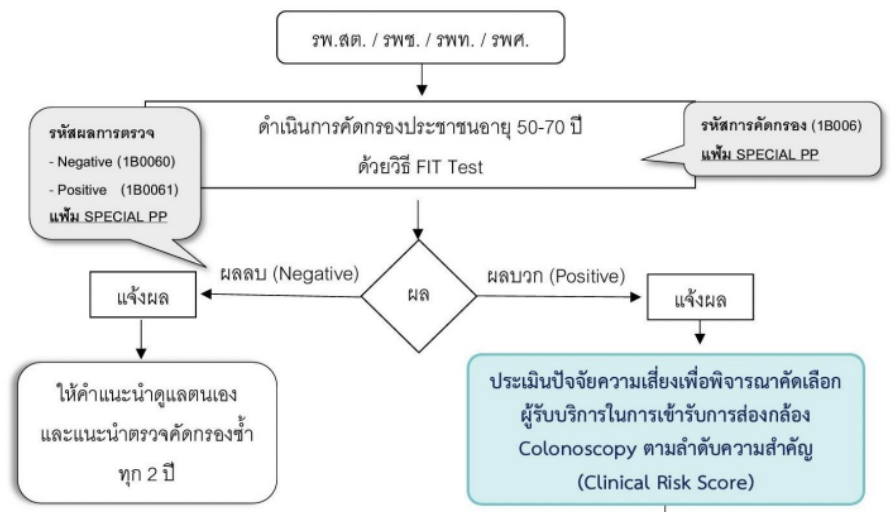 รพ.สต. / รพช. / รพท. / รพศ.
รหัสผลการตรวจ
- Negative (1B0060)
- Positive (1B0061)
แฟ้ม SPECIAL PP
ดำเนินการคัดกรองประชาชนอายุ 50-70 ปี
ด้วยวิธี FIT Test
รหัสการคัดกรอง (1B006)
แฟ้ม SPECIAL PP
ผลลบ (Negative)
ผล
ผลบวก (Positive)
แจ้งผล
แจ้งผล
ให้คำแนะนำดูแลตนเอง
และแนะนำตรวจคัดกรองซ้ำ
ทุก 2 ปี
ประเมินปัจจัยความเสี่ยงเพื่อพิจารณาคัดเลือก
ผู้รับบริการในการเข้ารับการส่องกล้อง
Colonoscopy ตามลำดับความสำคัญ
(Clinical Risk Score)